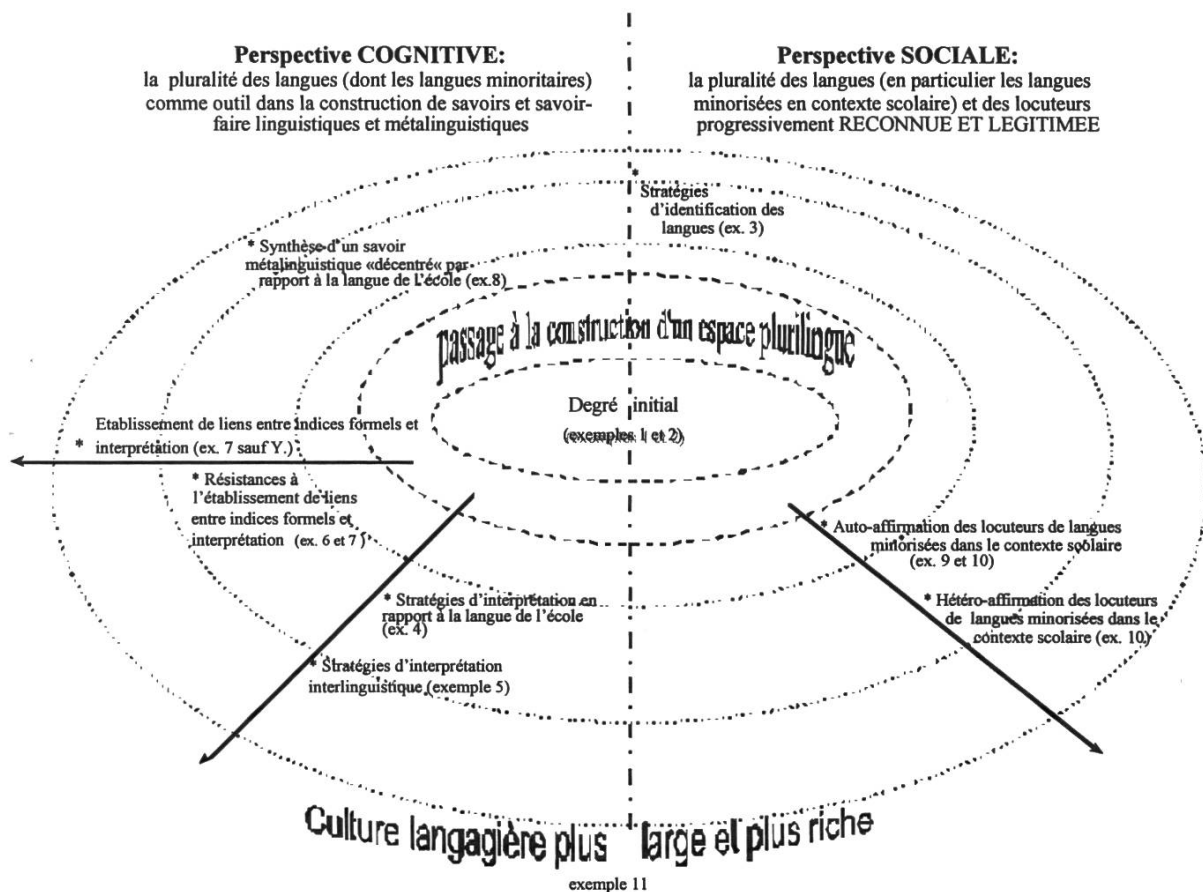 Perspective COGNITIVE:
la pluralité des langues (dont les langues minoritaires)
comme outil dans la construction de savoirs et savoir-
faire linguistiques et métalinguistiques
Perspective SOCIALE:
la pluralité des langues (en particulier les langues
minorisées en contexte scolaire) et des locuteurs
progressivement RECONNUE ET LEGITIMEE
* Stratégies
d'identification des
langues (ex. 3)
* Synthèse d'un savoir
métalinguistique «décentré« par
rapport à la langue de l'école (ex.8)
passage à la construction d'un espace plurilingue
Degré initial
(exemples 1 et 2)
Etablissement de liens entre indices formels et
* interprétation (ex. 7 sauf Y.)
* Résistances à
l'établissement de liens
entre indices formels et
interprétation (ex. 6 et 7)
* Stratégies d'interprétation en
rapport à la langue de l'école
(ex. 4)
* Stratégies d'interprétation
interlinguistique (exemple 5)
* Auto-affirmation des locuteurs de langues
minorisées dans le contexte scolaire
(ex. 9 et 10)
* Hétéro-affirmation des locuteurs
de langues minorisées dans le
contexte scolaire (ex. 10)
Culture langagière plus large et plus riche
exemple 11